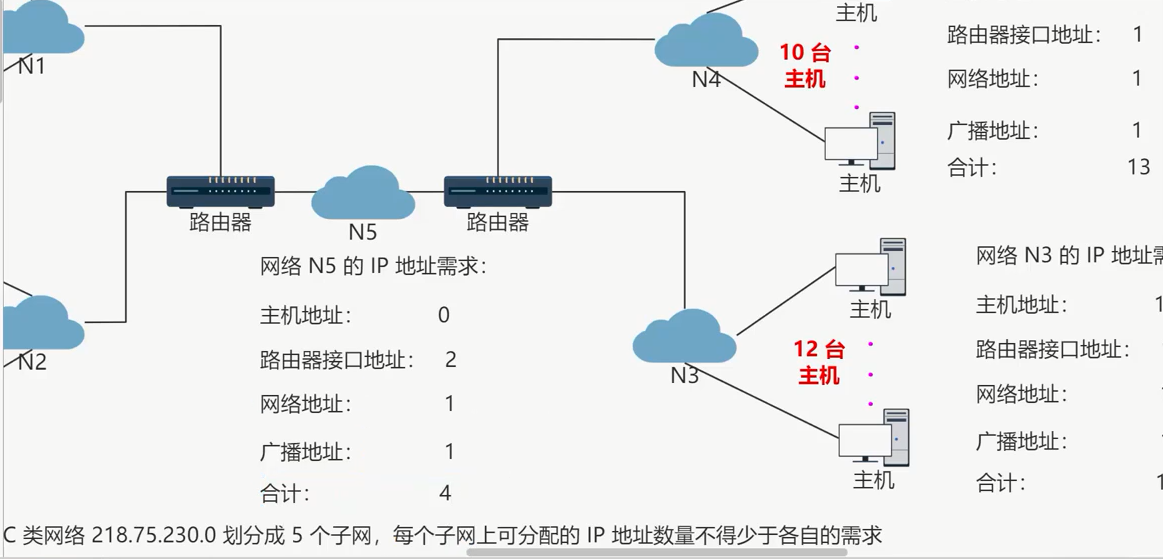 主机
路由器接口地址： 1
10 台
主机
N1
N4
网络地址： 1
广播地址： 1
合计： 13
主机
路由器
N5
路由器
网络 N5 的 IP 地址需求：
主机地址： 0
路由器接口地址： 2
网络地址： 1
广播地址： 1
合计： 4
N2
网络 N3 的 IP 地址需
主机
主机地址： 1
12 台
主机
N3
路由器接口地址：
网络地址：
广播地址：
主机
合计： 1
C 类网络 218.75.230.0 划分成 5 个子网，每个子网上可分配的 IP 地址数量不得少于各自的需求